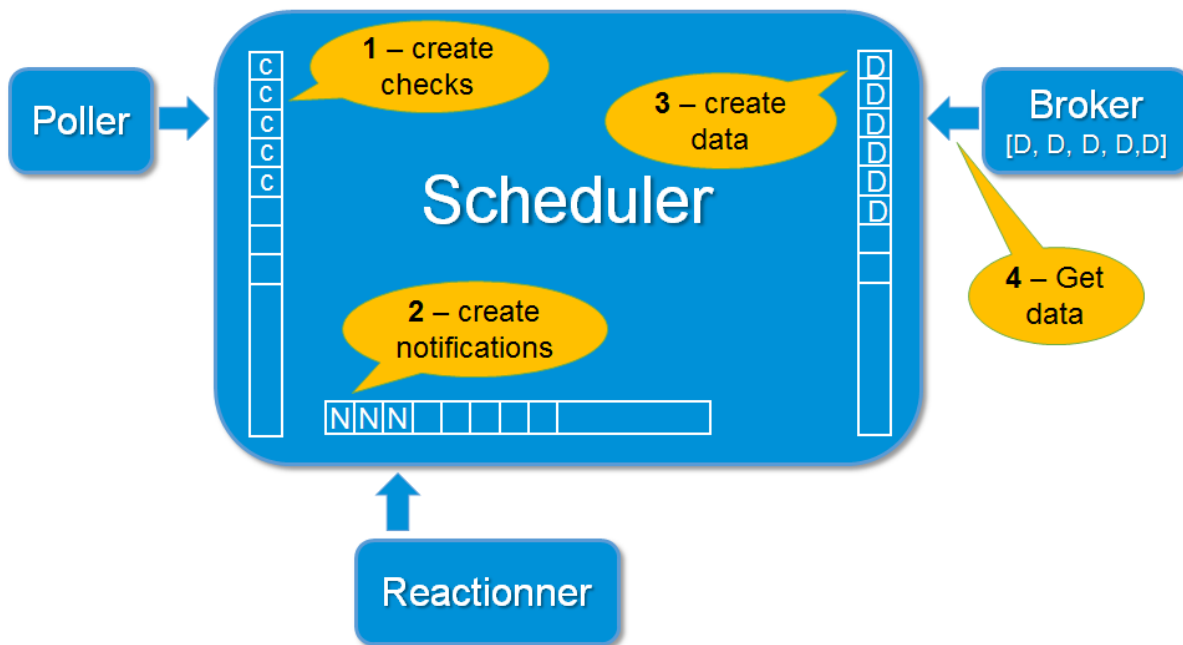 1 – create
checks
C
C
C
C
C
Poller
3 – create
data
D
D
D
D
D
D
Broker
[D, D, D, D,D]
Scheduler
4 – Get
data
2 – create
notifications
N N N
Reactionner